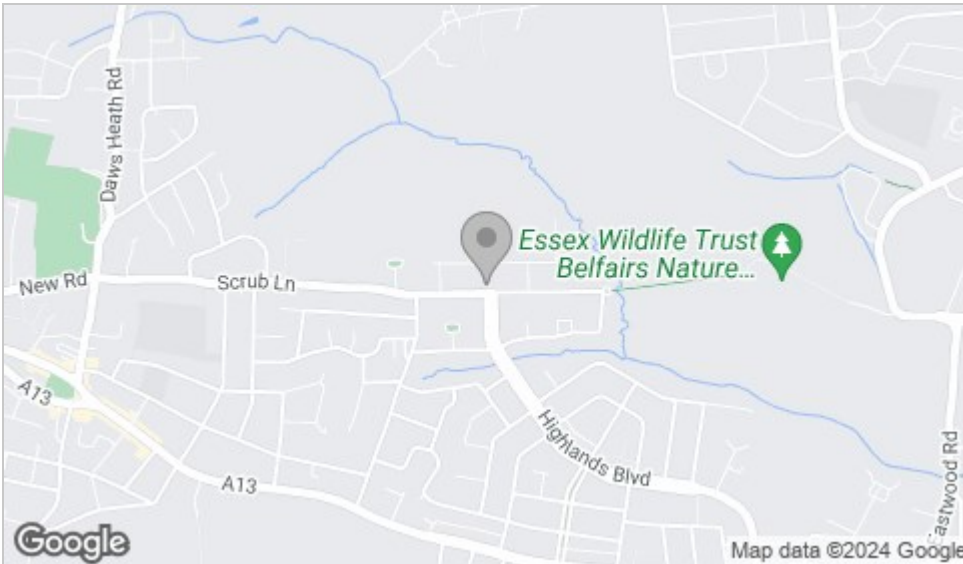 Daws Heath Rd
Essex Wildlife Trust
Belfairs Nature...
New Rd
Scrub Ln
A13
Highlands Blvd
A13
Eastwood Rd
Google
Map data ©2024 Google